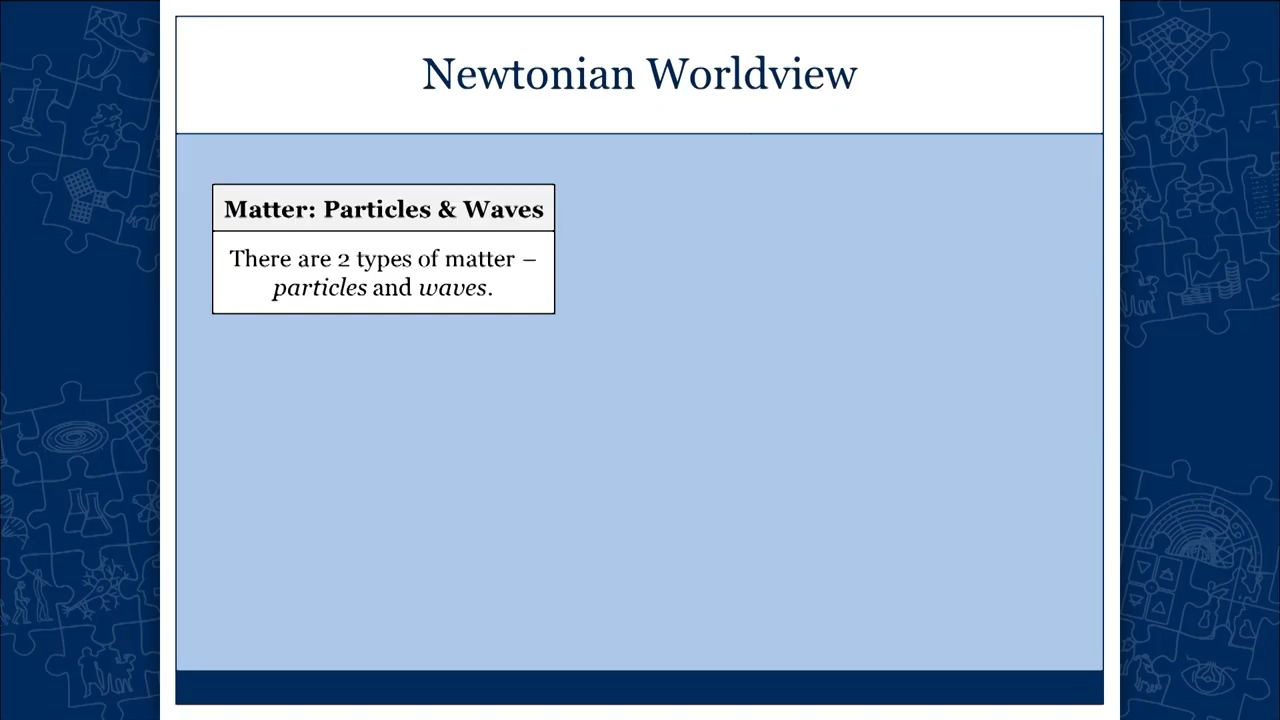 Newtonian Worldview
Matter: Particles & Waves
There are 2 types of matter –
particles and waves.